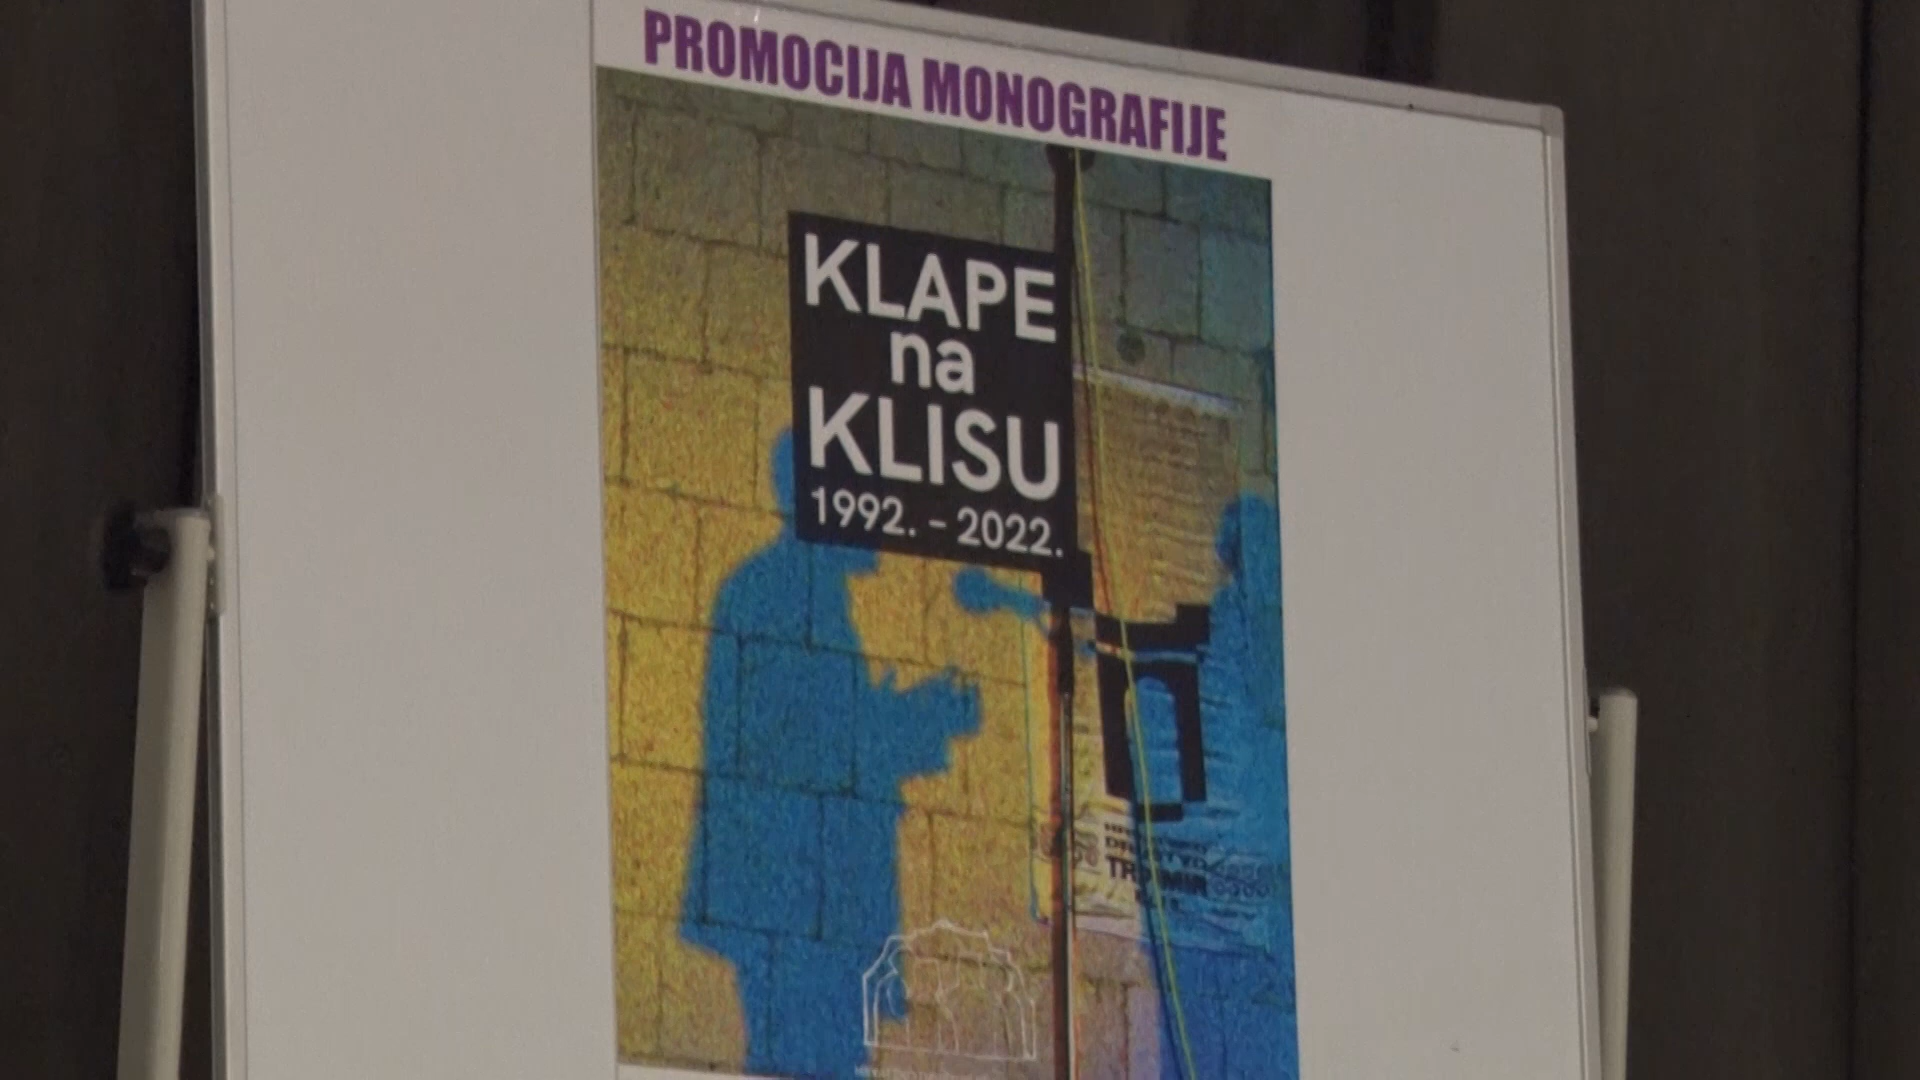 PROMOCIJA MONOGRAFIJE
KLAPE
na
KLISU
1992. - 2022.